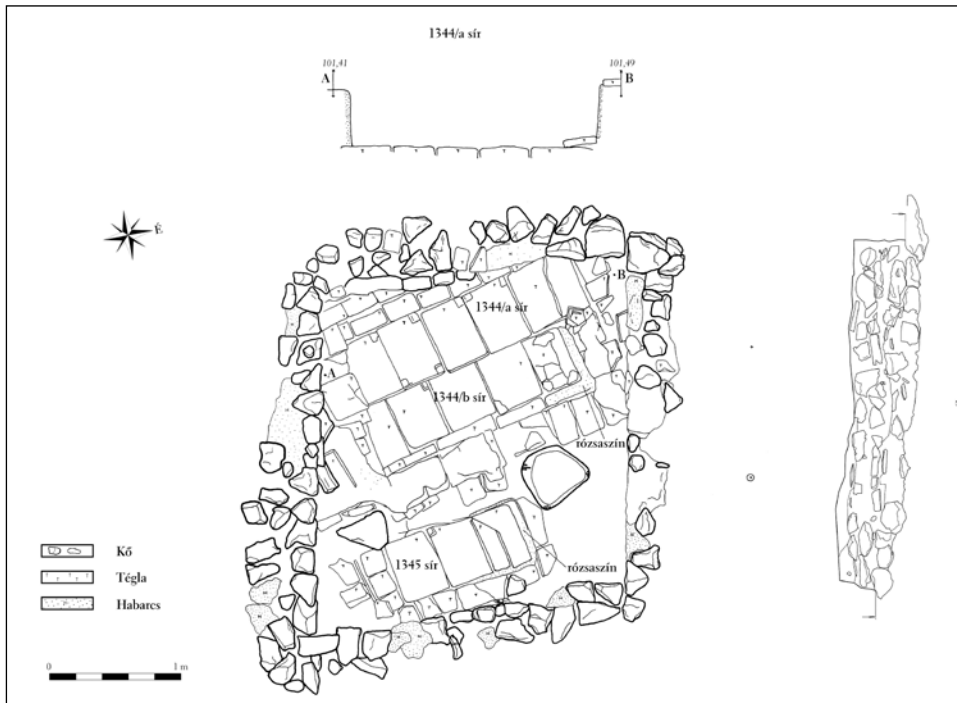 1344/a sír
101,41
101,49
A
B
É
B
1344/a sír
A
1344/b sír
rózsaszín
1345 sír
rózsaszín
Kő
Tégla
Habarcs
0
1 m